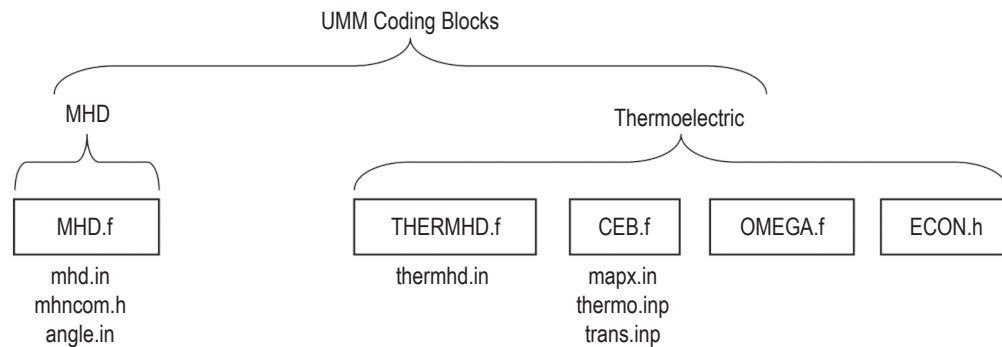 UMM Coding Blocks
MHD
Thermoelectric
MHD.f
THERMHD.f
CEB.f
OMEGA.f
ECON.h
mhd.in
mhncom.h
angle.in
thermhd.in
mapx.in
thermo.inp
trans.inp